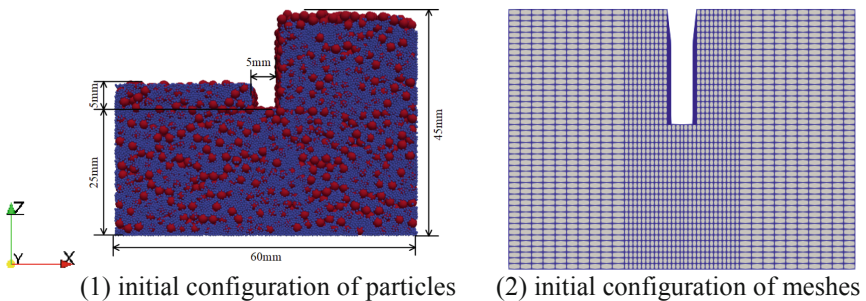 5mm
5mm
25mm
45mm
60mm
Z
Y
X
(1) initial configuration of particles
(2) initial configuration of meshes